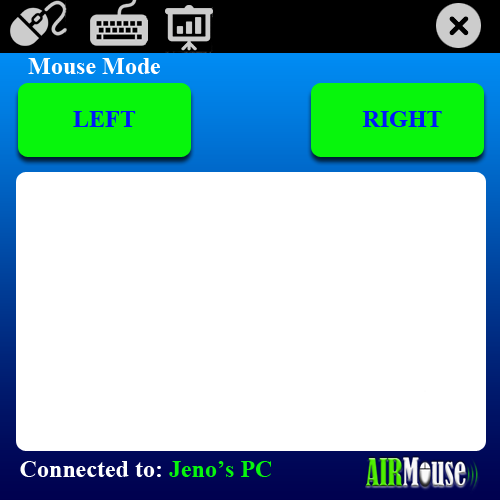 Mouse Mode
LEFT
RIGHT
Connected to: Jeno's PC
AIRMouse